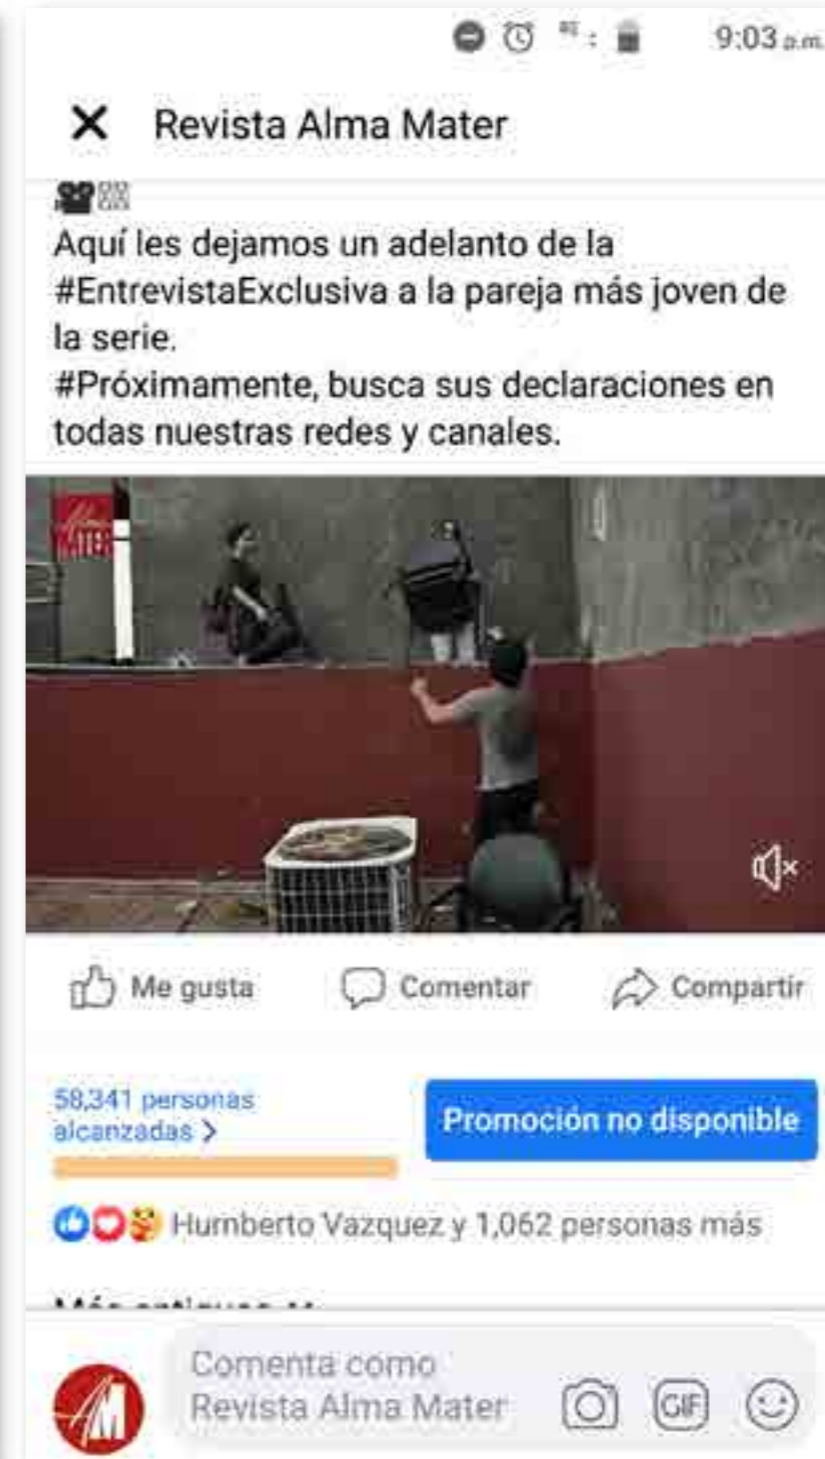 9:03 p.m.
Revista Alma Mater
Aquí les dejamos un adelanto de la
#EntrevistaExclusiva a la pareja más joven de
la serie.
#Próximamente, busca sus declaraciones en
todas nuestras redes y canales.
Me gusta
Comentar
Compartir
58,341 personas
alcanzadas
Promoción no disponible
Humberto Vazquez y 1,062 personas más
Comenta como
Revista Alma Mater
GIF